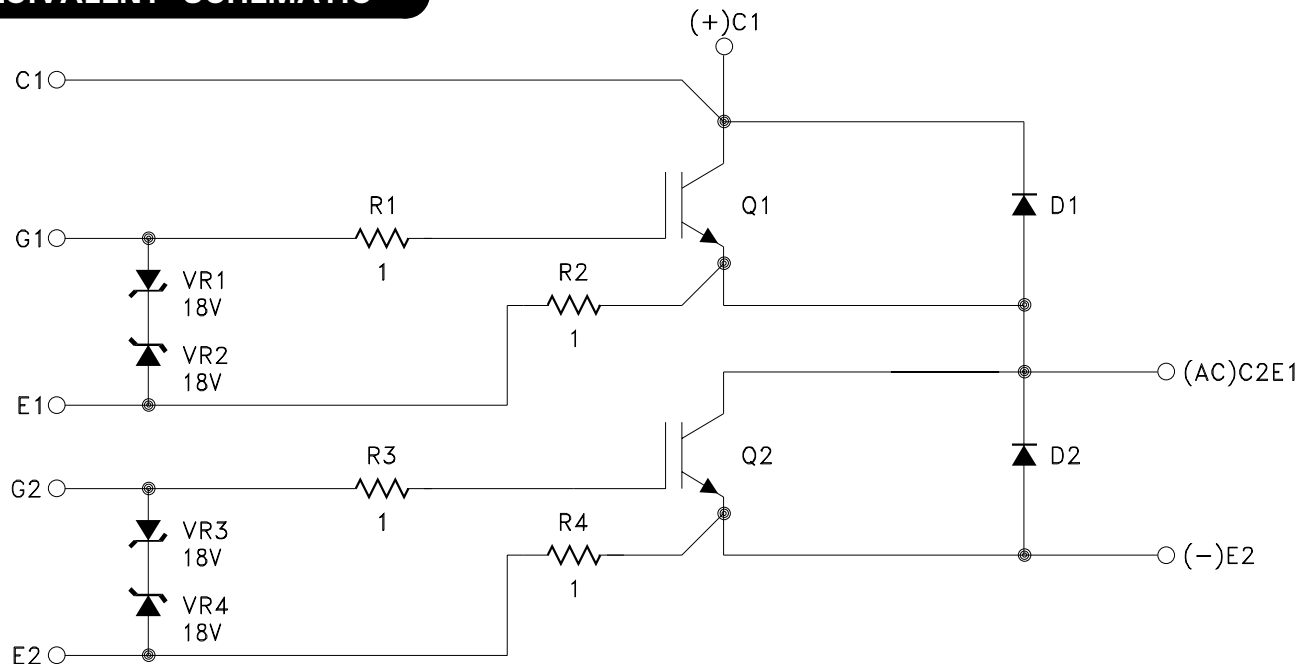 SCHEMATIC
(+)C1
C1
R1
Q1
D1
G1
1
VR1
18V
R2
1
VR2
18V
(AC)C2E1
E1
R3
Q2
D2
G2
1
VR3
18V
R4
1
(-)E2
VR4
18V
E2